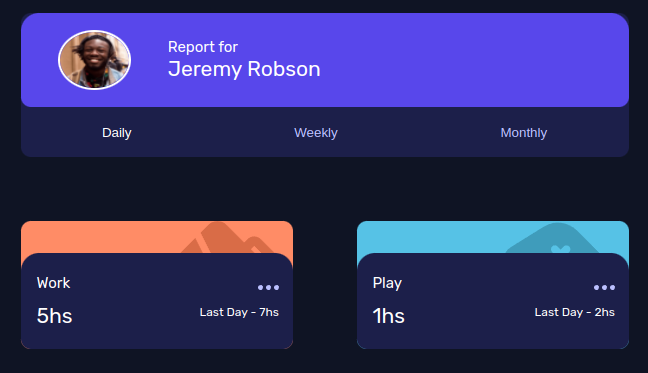 Report for
Jeremy Robson
Daily Weekly Monthly
Work
5hs Last Day - 7hs
Play
1hs Last Day - 2hs